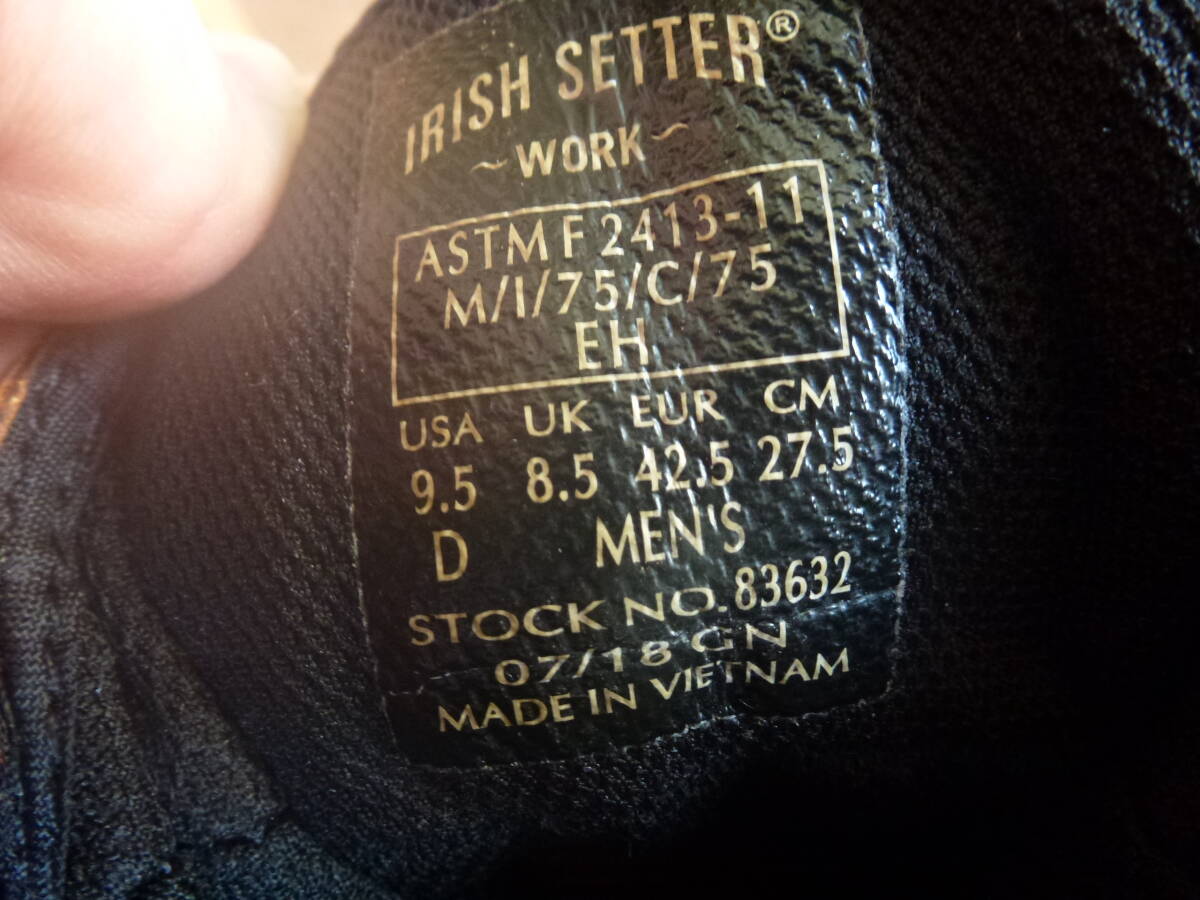 IRISH SETTER®
~WORK~
ASTM F 2413-11
M/I/75/C/75
EH
USA UK EUR CM
9.5 8.5 42.5 27.5
D MEN'S
STOCK NO. 83632
07/18 GN
MADE IN VIETNAM